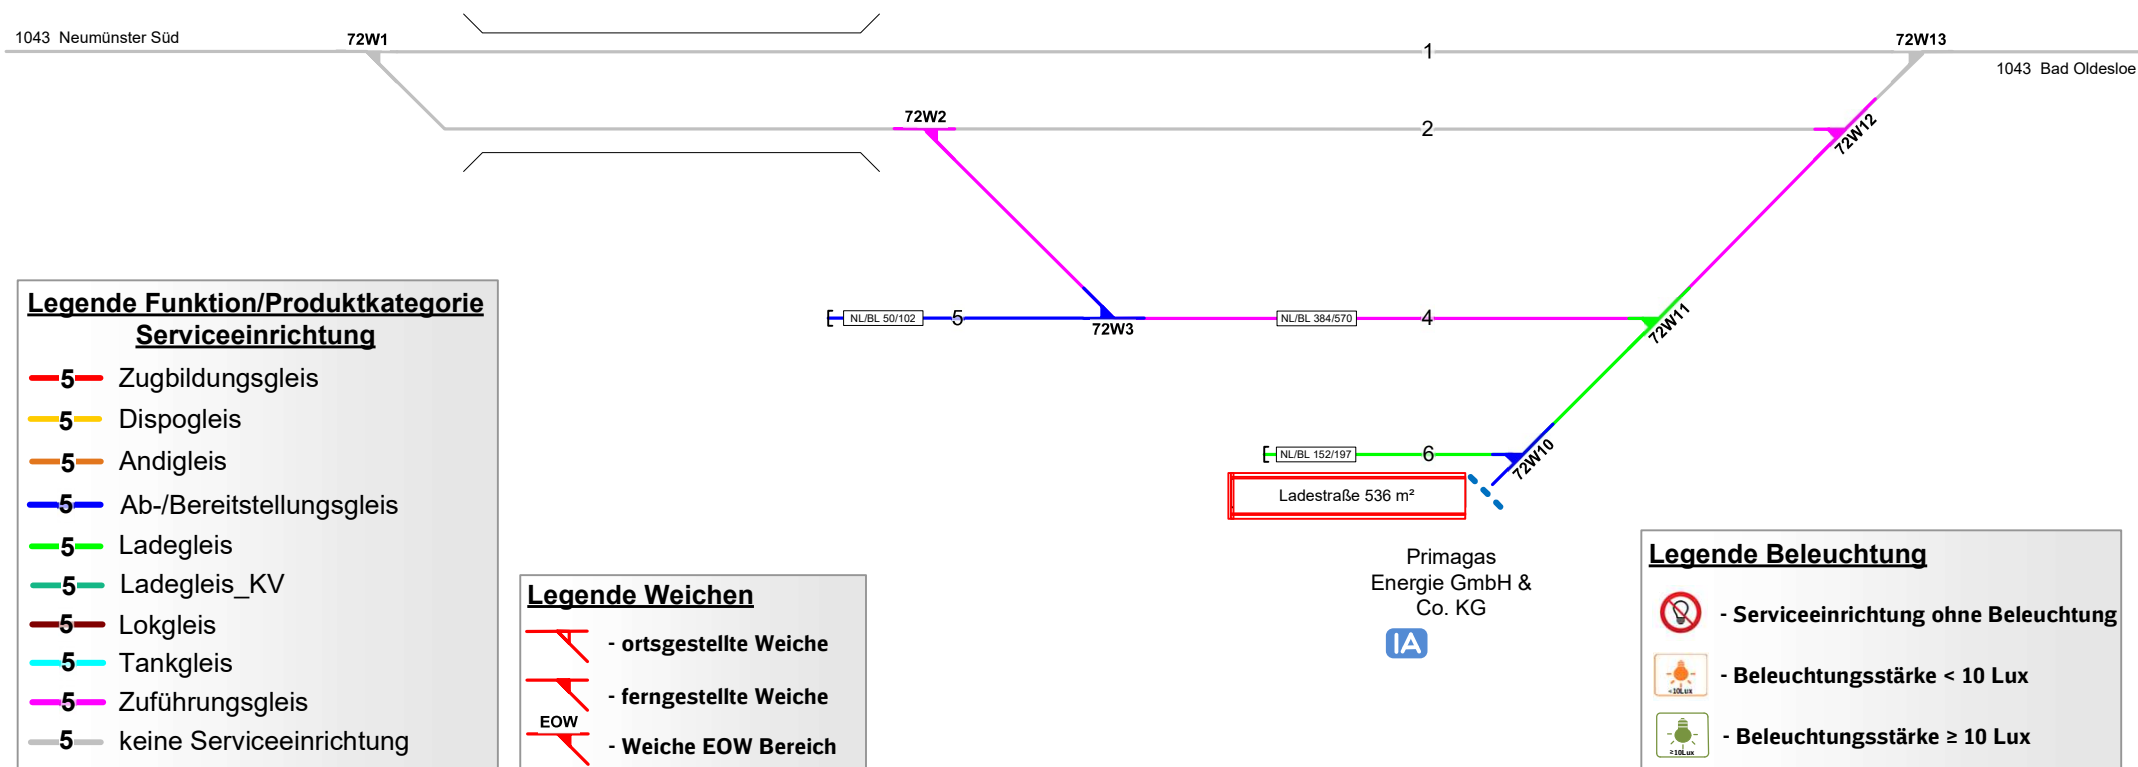 1043 Neumünster Süd
72W1
1
72W13
1043 Bad Oldesloe
72W2
2
72W12
NL/BL 50/102
5
72W3
NL/BL 384/570
4
72W11
NL/BL 152/197
6
72W10
Ladestraße 536 m²
Primagas
Energie GmbH &
Co. KG
IA
Legende Funktion/Produktkategorie
Serviceeinrichtung
5 Zugbildungsgleis
5 Dispogleis
5 Andigleis
5 Ab-/Bereitstellungsgleis
5 Ladegleis
5 Ladegleis_KV
5 Lokgleis
5 Tankgleis
5 Zuführungsgleis
5 keine Serviceeinrichtung
Legende Weichen
- ortsgestellte Weiche
- ferngestellte Weiche
EOW
- Weiche EOW Bereich
Legende Beleuchtung
- Serviceeinrichtung ohne Beleuchtung
<10Lux
- Beleuchtungsstärke < 10 Lux
≥10Lux
- Beleuchtungsstärke ≥ 10 Lux